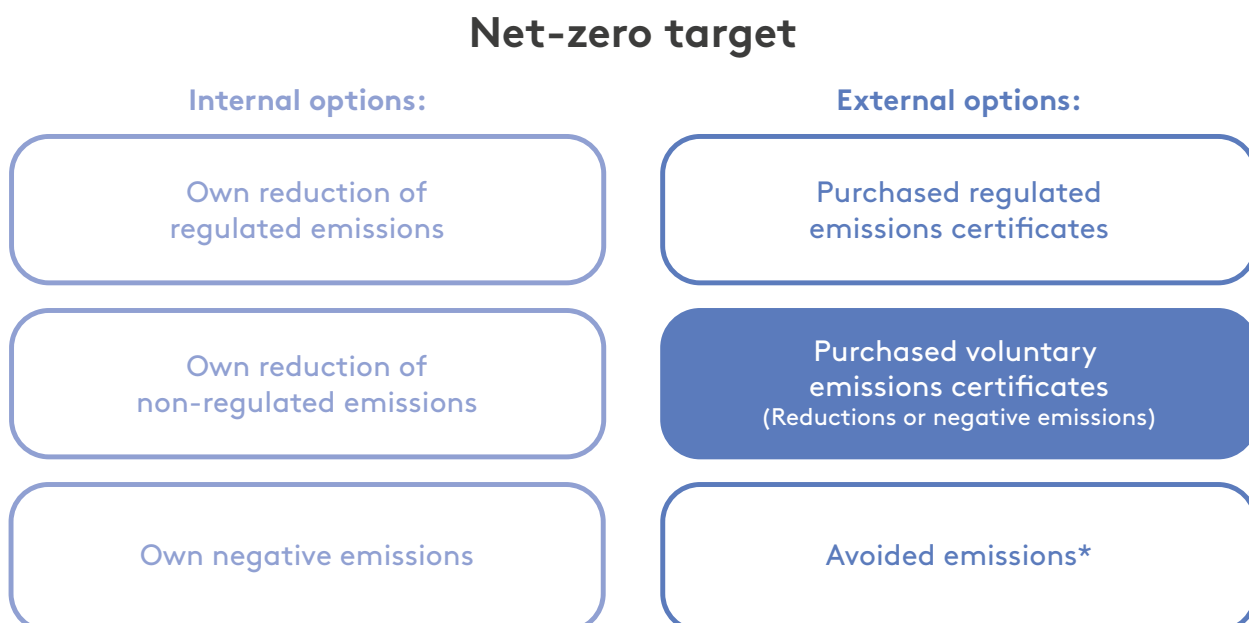 Net-zero target
Internal options:
Own reduction of
regulated emissions
Own reduction of
non-regulated emissions
Own negative emissions
External options:
Purchased regulated
emissions certificates
Purchased voluntary
emissions certificates
(Reductions or negative emissions)
Avoided emissions*